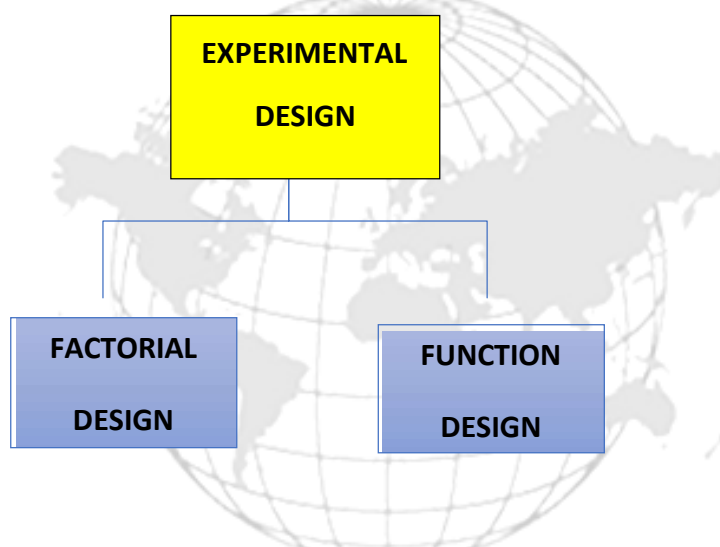 EXPERIMENTAL
DESIGN
FACTORIAL
DESIGN
FUNCTION
DESIGN